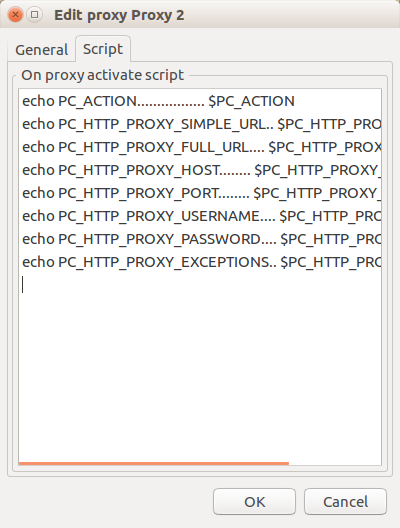 Edit proxy Proxy 2
General Script
On proxy activate script
echo PC_ACTION................. $PC_ACTION
echo PC_HTTP_PROXY_SIMPLE_URL.. $PC_HTTP_PRO
echo PC_HTTP_PROXY_FULL_URL.... $PC_HTTP_PROX
echo PC_HTTP_PROXY_HOST........ $PC_HTTP_PROXY_
echo PC_HTTP_PROXY_PORT........ $PC_HTTP_PROXY_
echo PC_HTTP_PROXY_USERNAME.... $PC_HTTP_PRO
echo PC_HTTP_PROXY_PASSWORD.... $PC_HTTP_PRO
echo PC_HTTP_PROXY_EXCEPTIONS.. $PC_HTTP_PRO
OK Cancel